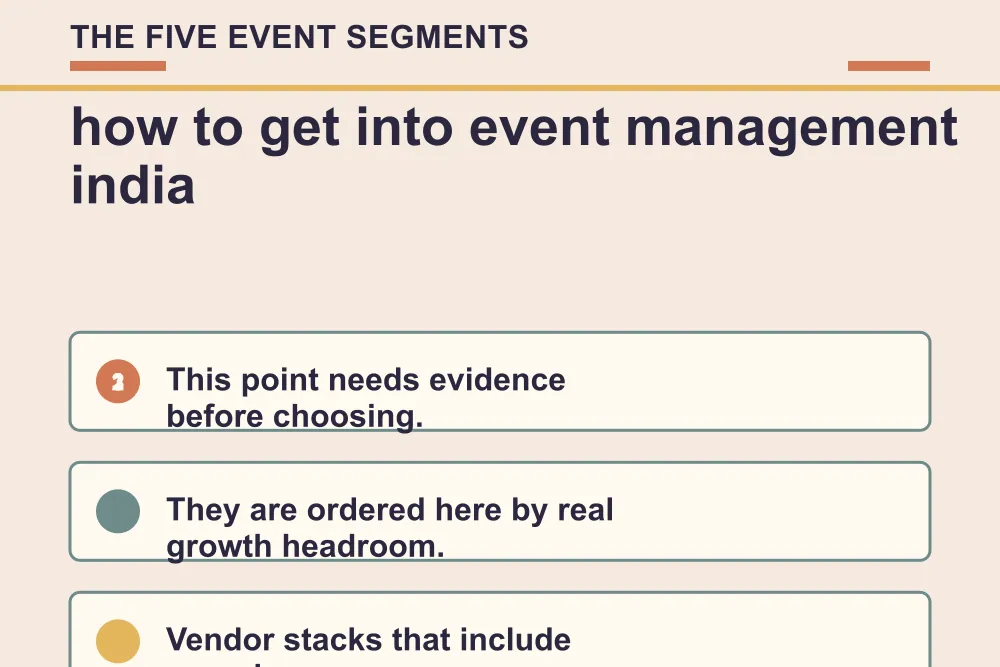 THE FIVE EVENT SEGMENTS
how to get into event management
india
This point needs evidence
before choosing.
They are ordered here by real
growth headroom.
Vendor stacks that include